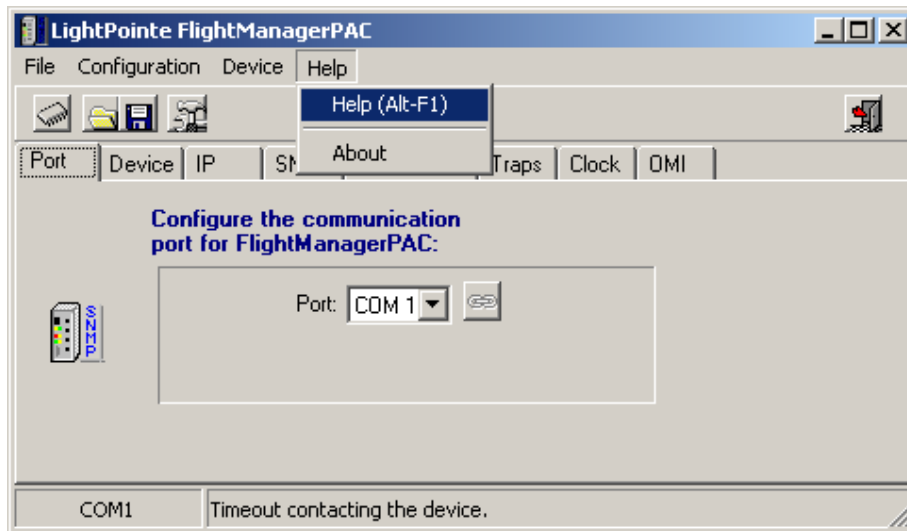 LightPointe FlightManagerPAC
File Configuration Device Help
Help (Alt-F1)
About
Port Device IP Traps Clock OMI
Configure the communication
port for FlightManagerPAC:
Port: COM 1
SNMP
COM1 Timeout contacting the device.